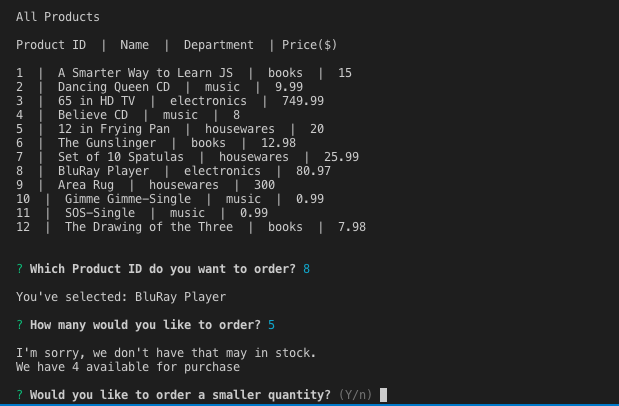 All Products
Product ID  |  Name  |  Department  | Price($)
1  |  A Smarter Way to Learn JS  |  books  |  15
2  |  Dancing Queen CD  |  music  |  9.99
3  |  65 in HD TV  |  electronics  |  749.99
4  |  Believe CD  |  music  |  8
5  |  12 in Frying Pan  |  housewares  |  20
6  |  The Gunslinger  |  books  |  12.98
7  |  Set of 10 Spatulas  |  housewares  |  25.99
8  |  BluRay Player  |  electronics  |  80.97
9  |  Area Rug  |  housewares  |  300
10  |  Gimme Gimme-Single  |  music  |  0.99
11  |  SOS-Single  |  music  |  0.99
12  |  The Drawing of the Three  |  books  |  7.98
? Which Product ID do you want to order? 8
You've selected: BluRay Player
? How many would you like to order? 5
I'm sorry, we don't have that may in stock.
We have 4 available for purchase
? Would you like to order a smaller quantity? (Y/n)